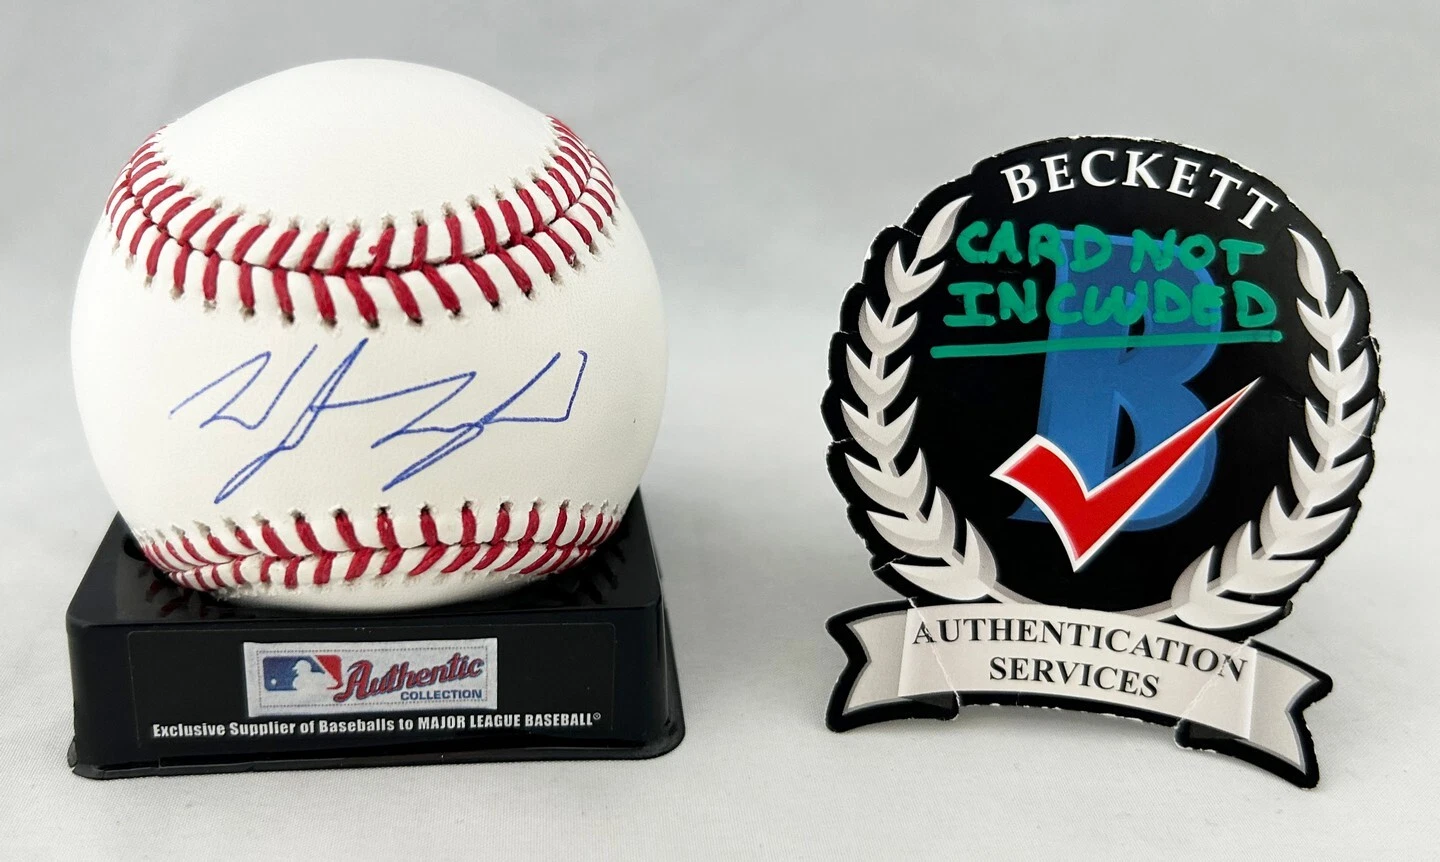 Authentic
COLLECTION
Exclusive Supplier of Baseballs to MAJOR LEAGUE BASEBALL®
BECKETT
CARD NOT
INCLUDED
B
AUTHENTICATION
SERVICES